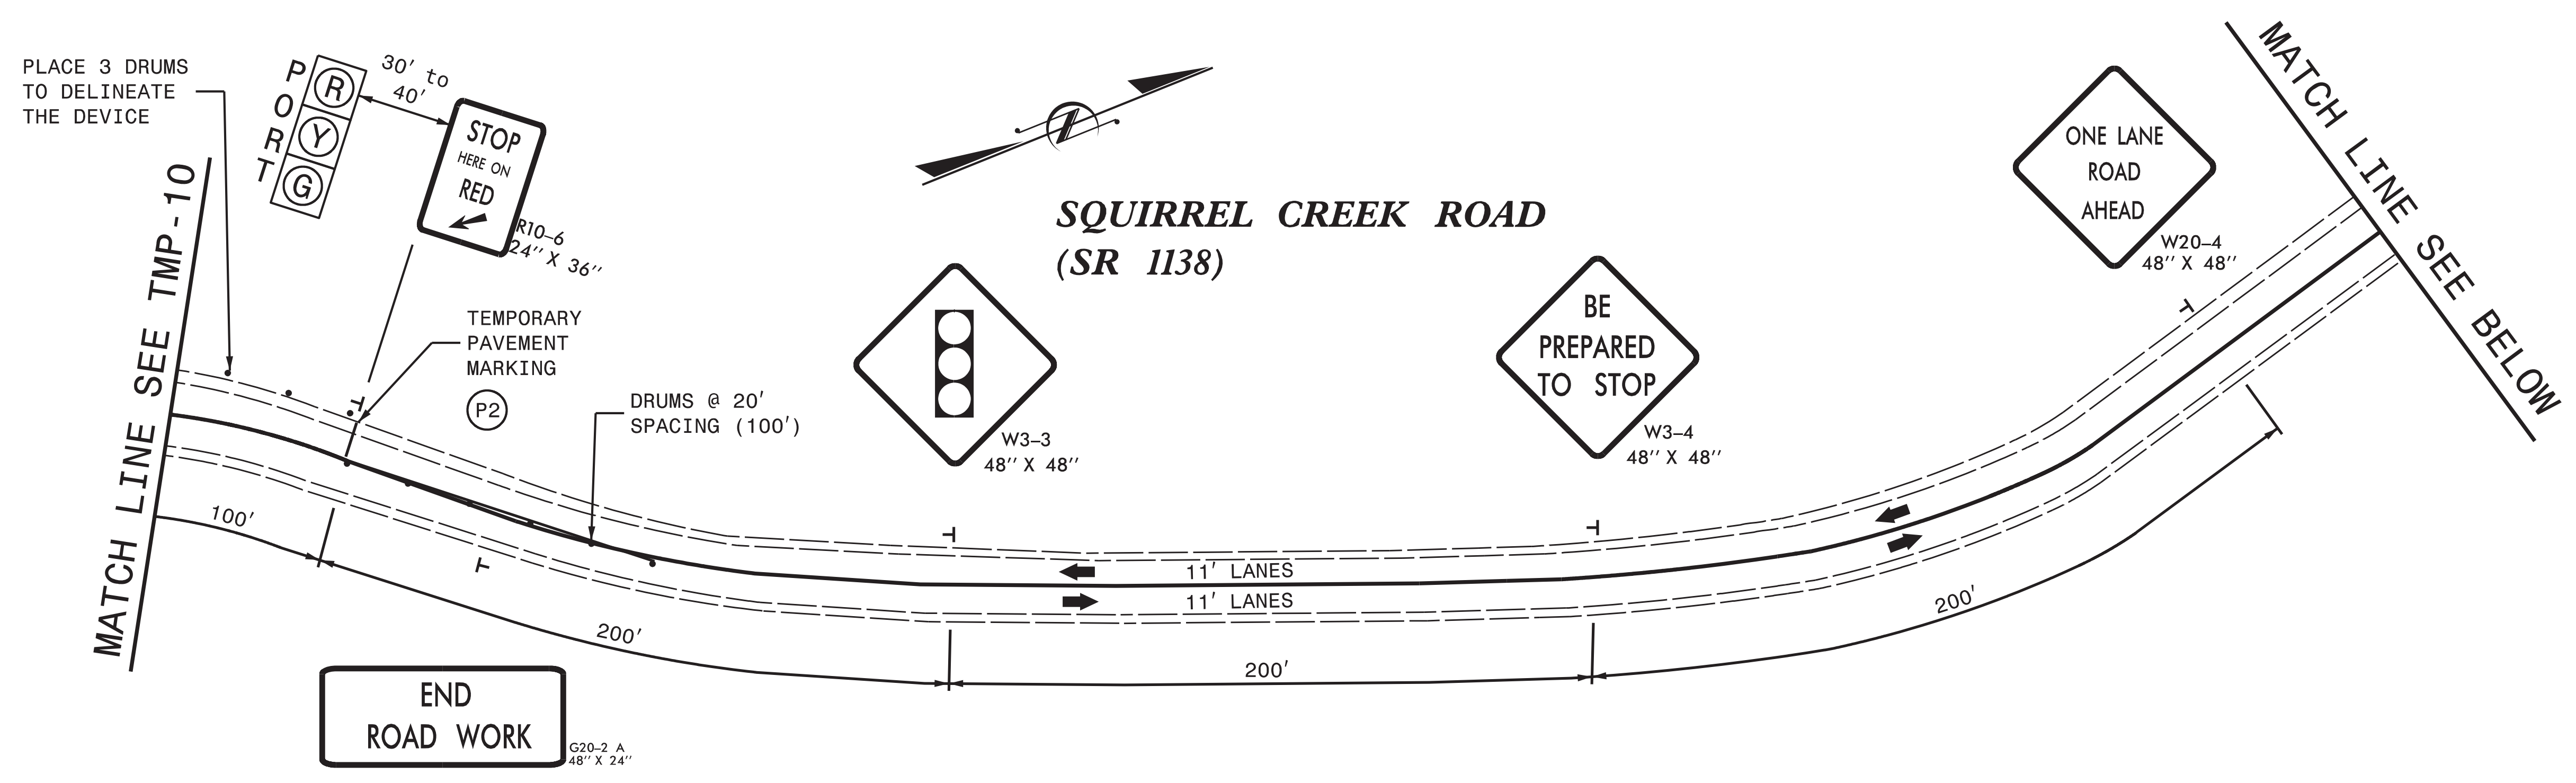 PLACE 3 DRUMS
TO DELINEATE
THE DEVICE
PORT
R
Y
G
30' to
40'
STOP
HERE ON
RED
R10-6
24'' X 36''
MATCH LINE SEE TMP-10
TEMPORARY
PAVEMENT
MARKING
P2
DRUMS @ 20'
SPACING (100')
SQUIRREL CREEK ROAD
(SR 1138)
W3-3
48'' X 48''
BE
PREPARED
TO STOP
W3-4
48'' X 48''
ONE LANE
ROAD
AHEAD
W20-4
48'' X 48''
MATCH LINE SEE BELOW
11' LANES
11' LANES
100'
200'
200'
200'
END
ROAD WORK
G20-2 A
48'' X 24''